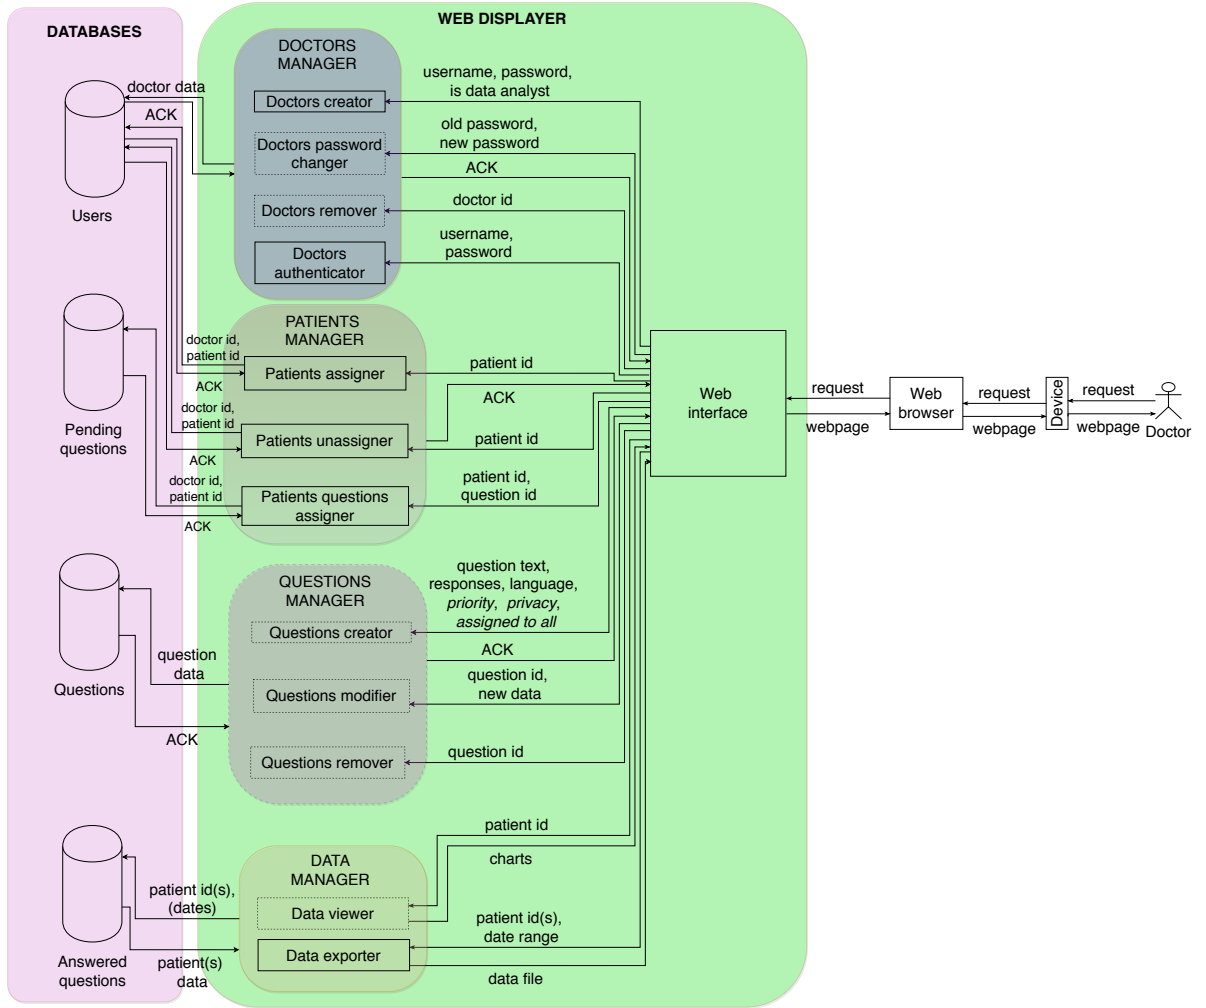 DATABASES
WEB DISPLAYER
DOCTORS
MANAGER
Doctors creator
Doctors password
changer
Doctors remover
Doctors
authenticator
doctor data
ACK
Users
username, password,
is data analyst
old password,
new password
ACK
doctor id
username,
password
PATIENTS
MANAGER
Patients assigner
Patients unassigner
Patients questions
assigner
doctor id,
patient id
ACK
doctor id,
patient id
ACK
doctor id,
patient id
ACK
Pending
questions
patient id
ACK
patient id
patient id,
question id
Web
interface
request
webpage
Web
browser
request
webpage
Device
request
webpage
Doctor
QUESTIONS
MANAGER
Questions creator
Questions modifier
Questions remover
question
data
ACK
Questions
question text,
responses, language,
priority, privacy,
assigned to all
ACK
question id,
new data
question id
DATA
MANAGER
Data viewer
Data exporter
patient id(s),
(dates)
patient(s)
data
Answered
questions
patient id
charts
patient id(s),
date range
data file